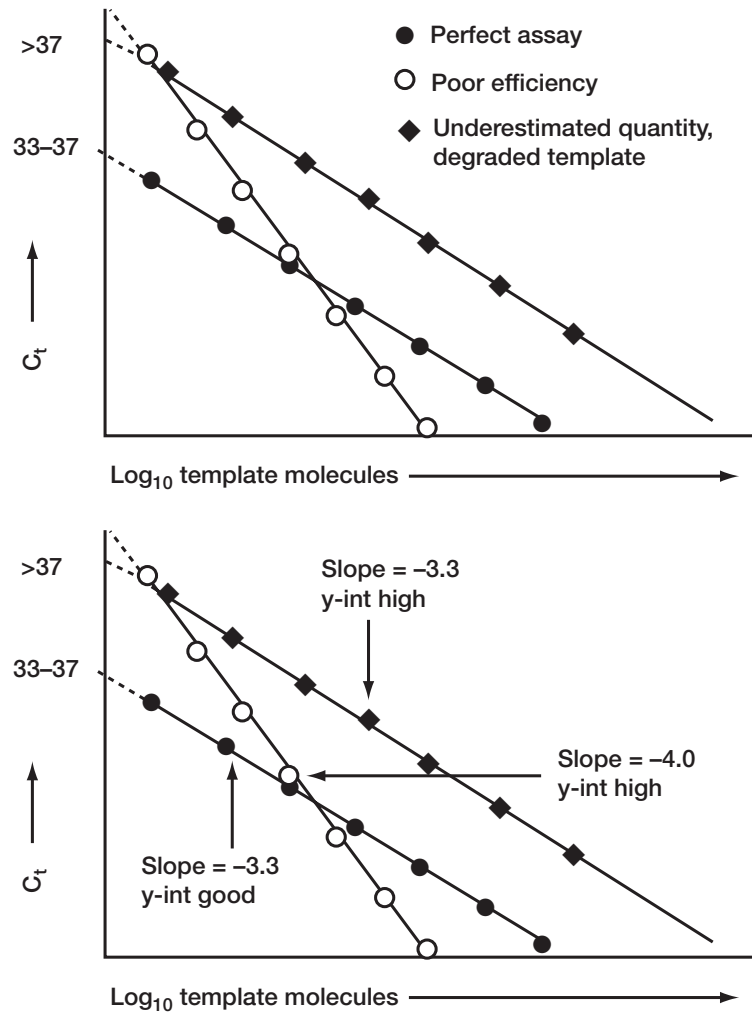 >37
33–37
Perfect assay
Poor efficiency
Underestimated quantity,
degraded template
Cₜ
Log₁₀ template molecules
>37
33–37
Slope = –3.3
y-int high
Slope = –4.0
y-int high
Slope = –3.3
y-int good
Cₜ
Log₁₀ template molecules